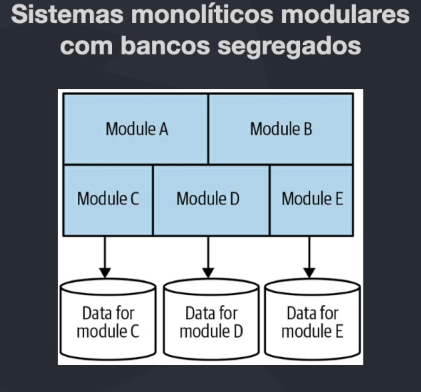 Sistemas monolíticos modulares
com bancos segregados
Module A
Module B
Module C
Module D
Module E
Data for
module C
Data for
module D
Data for
module E